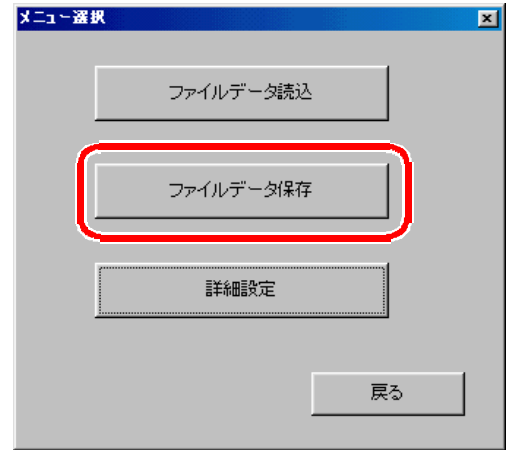 メニュー選択
ファイルデータ読込
ファイルデータ保存
詳細設定
戻る